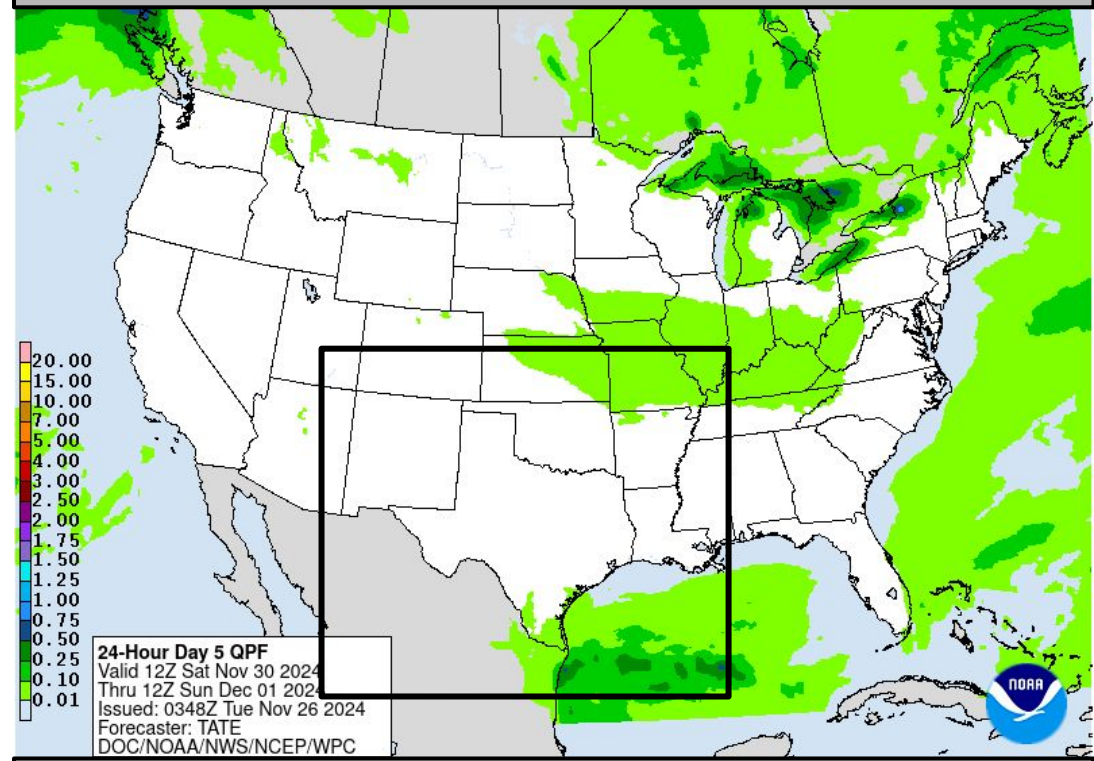 20.00
15.00
10.00
7.00
5.00
4.00
3.00
2.50
2.00
1.75
1.50
1.25
1.00
0.75
0.50
0.25
0.10
0.01
24-Hour Day 5 QPF
Valid 12Z Sat Nov 30 2024
Thru 12Z Sun Dec 01 2024
Issued: 0348Z Tue Nov 26 2024
Forecaster: TATE
DOC/NOAA/NWS/NCEP/WPC
NOAA